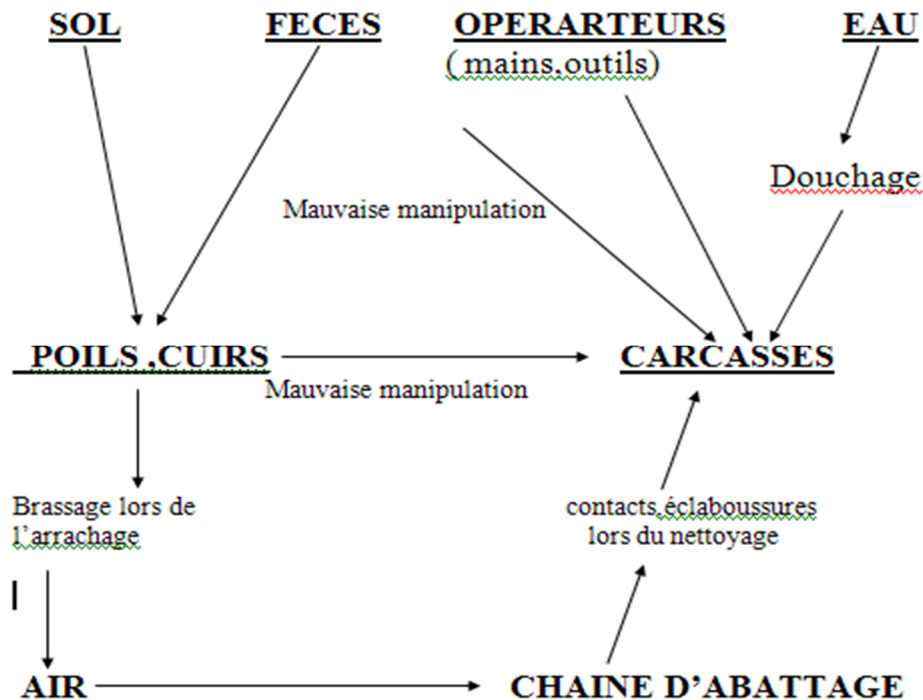 SOL FECES OPERARTEURS EAU
( mains,outils)
Douchage
Mauvaise manipulation
POILS ,CUIRS CARCASSES
Mauvaise manipulation
Brassage lors de
l’arrachage
contacts,éclaboussures
lors du nettoyage
AIR CHAINE D’ABATTAGE